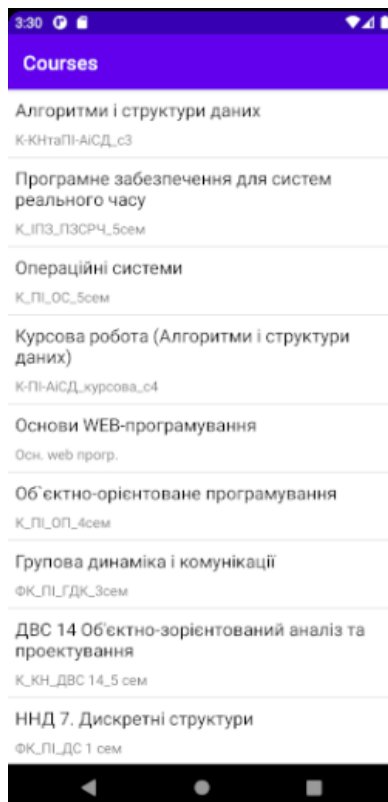 3:30
Courses
Алгоритми і структури даних
К-КНтаПІ-АіСД_с3
Програмне забезпечення для систем
реального часу
К_ІПЗ_ПЗСРЧ_5сем
Операційні системи
К_ПІ_ОС_5сем
Курсова робота (Алгоритми і структури
даних)
К-ПІ-АіСД_курсова_с4
Основи WEB-програмування
Осн. web прогр.
Об`єктно-орієнтоване програмування
К_ПІ_ОП_4сем
Групова динаміка і комунікації
ФК_ПІ_ГДК_3сем
ДВС 14 Об'єктно-зорієнтований аналіз та
проектування
К_КН_ДВС 14_5 сем
ННД 7. Дискретні структури
ФК_ПІ_ДС 1 сем